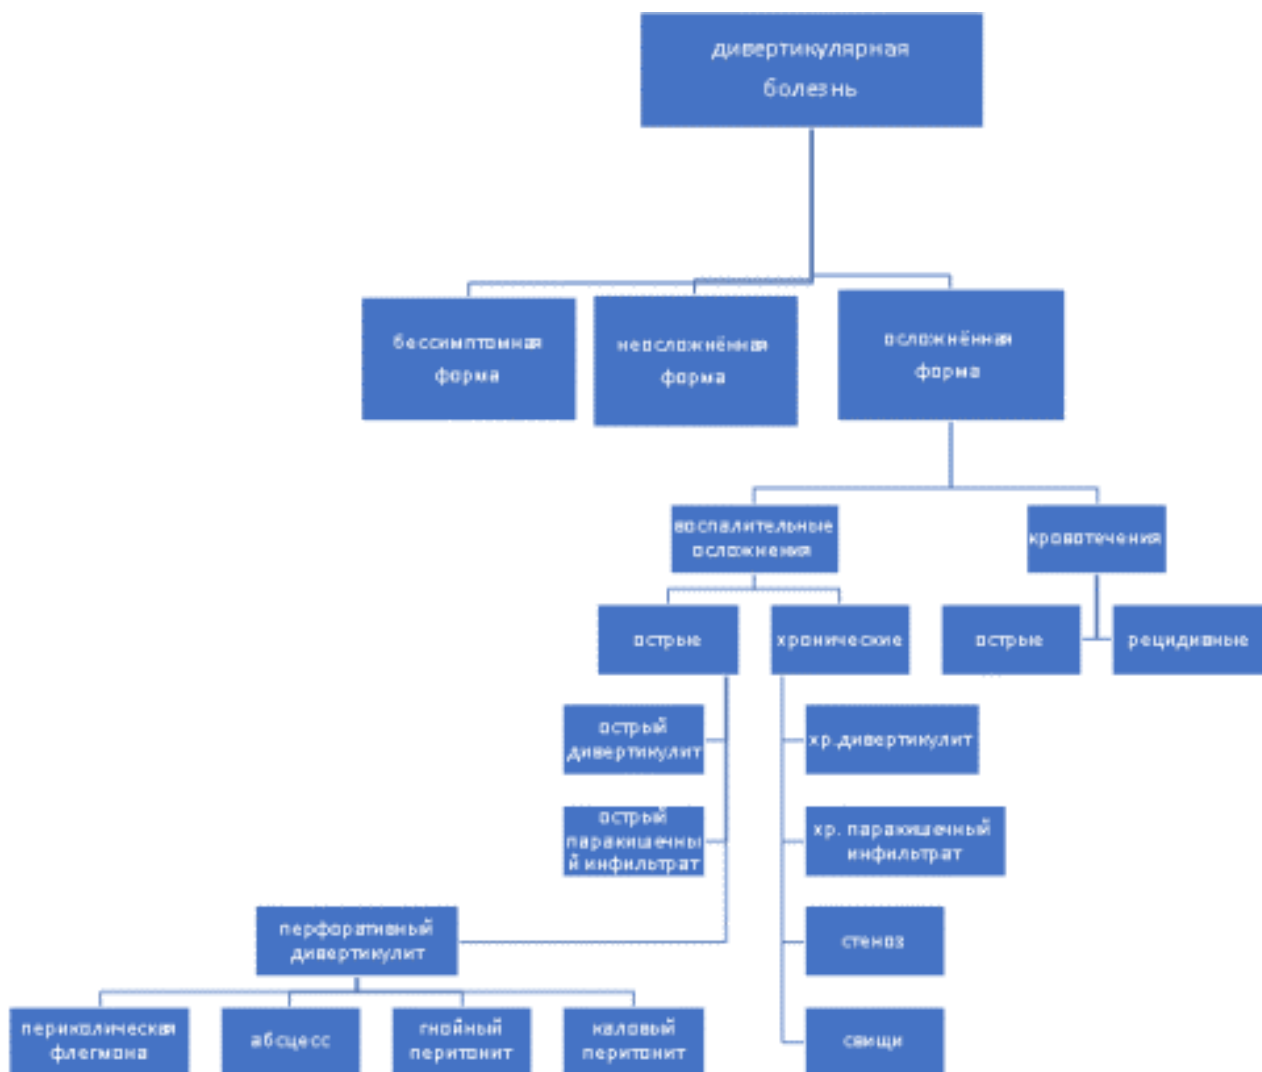 дивертикулярная
болезнь
бессимптомная
форма
неосложнённая
форма
осложнённая
форма
воспалительные
осложнения
кровотечения
острые
хронические
острые
рецидивные
острый
дивертикулит
хр.дивертикулит
острый
паракишечны
й инфильтрат
хр. паракишечный
инфильтрат
перфоративный
дивертикулит
стеноз
периколическая
флегмона
абсцесс
гнойный
перитонит
каловый
перитонит
свищи